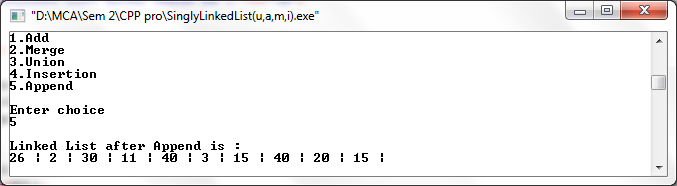 "D:\MCA\Sem 2\CPP pro\SinglyLinkedList(u,a,m,i).exe"
1.Add
2.Merge
3.Union
4.Insertion
5.Append
Enter choice
5
Linked List after Append is :
26 ¦ 2 ¦ 30 ¦ 11 ¦ 40 ¦ 3 ¦ 15 ¦ 40 ¦ 20 ¦ 15 ¦